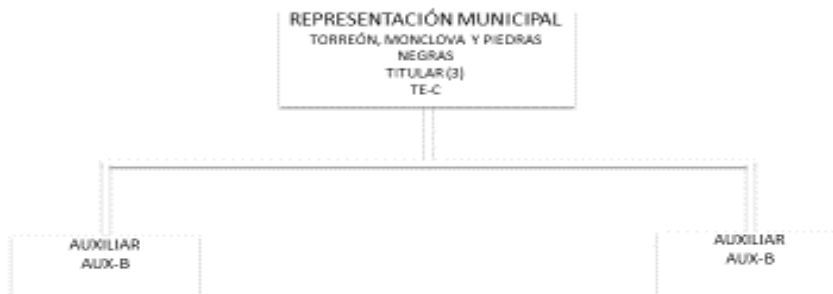 REPRESENTACIÓN MUNICIPAL
TORREÓN, MONCLOVA Y PIEDRAS
NEGRAS
TITULAR (3)
TE-C
AUXILIAR
AUX-B
AUXILIAR
AUX-B